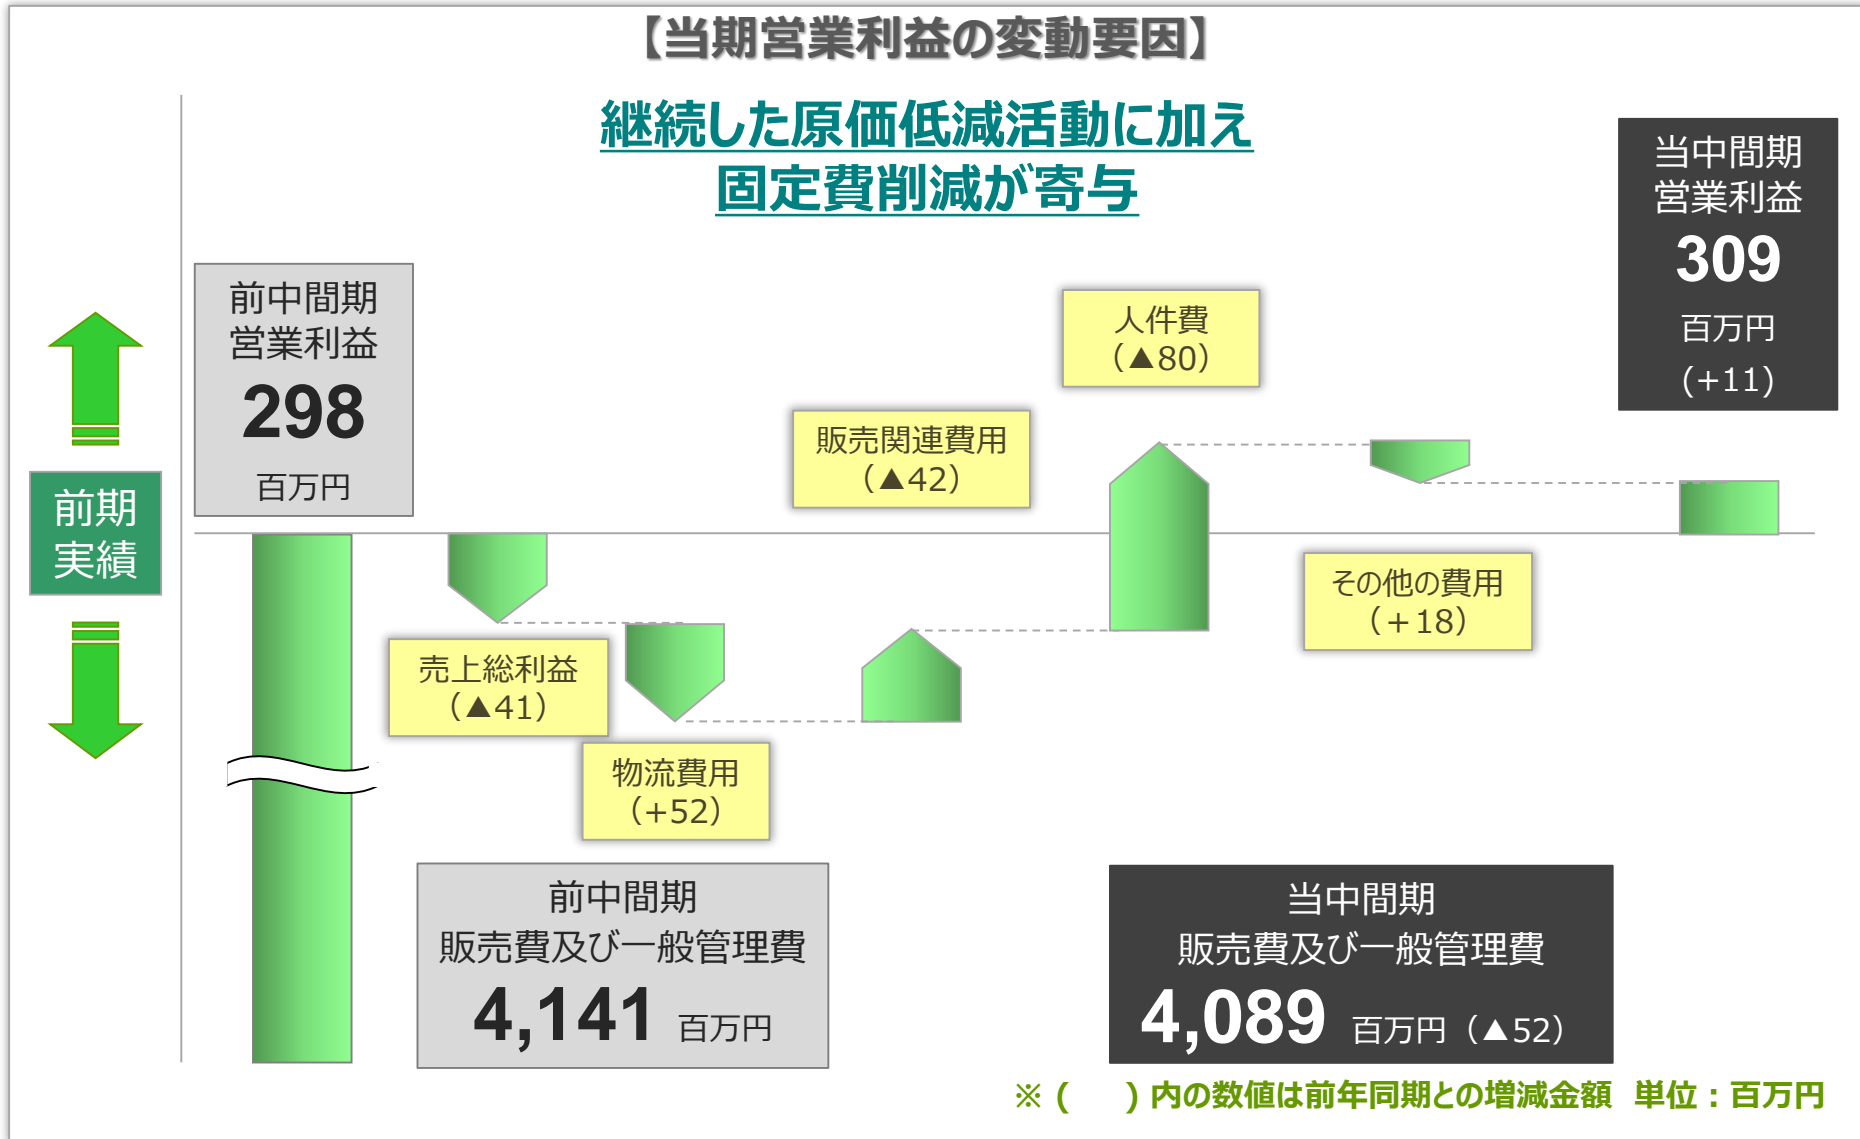 【当期営業利益の変動要因】
継続した原価低減活動に加え
固定費削減が寄与
当中間期
営業利益
309
百万円
(+11)
前中間期
営業利益
298
百万円
人件費
（▲80）
販売関連費用
（▲42）
前期
実績
その他の費用
（＋18）
売上総利益
（▲41）
物流費用
（+52）
前中間期
販売費及び一般管理費
4,141 百万円
当中間期
販売費及び一般管理費
4,089 百万円（▲52）
※ (　　) 内の数値は前年同期との増減金額　単位：百万円